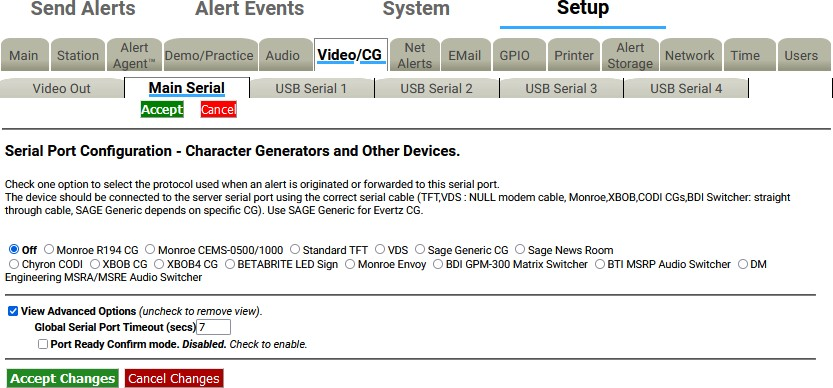 Send Alerts Alert Events System Setup
Main Station Alert Agent™ Demo/Practice Audio Video/CG Net Alerts EMail GPIO Printer Alert Storage Network Time Users
Video Out Main Serial USB Serial 1 USB Serial 2 USB Serial 3 USB Serial 4
Accept Cancel
Serial Port Configuration - Character Generators and Other Devices.
Check one option to select the protocol used when an alert is originated or forwarded to this serial port.
The device should be connected to the server serial port using the correct serial cable (TFT,VDS : NULL modem cable, Monroe,XBOB,CODI CGs,BDI Switcher: straight
through cable, SAGE Generic depends on specific CG). Use SAGE Generic for Evertz CG.
Off Monroe R194 CG Monroe CEMS-0500/1000 Standard TFT VDS Sage Generic CG Sage News Room
Chyron CODI XBOB CG XBOB4 CG BETABRITE LED Sign Monroe Envoy BDI GPM-300 Matrix Switcher BTI MSRP Audio Switcher DM
Engineering MSRA/MSRE Audio Switcher
View Advanced Options (uncheck to remove view).
Global Serial Port Timeout (secs) 7
Port Ready Confirm mode. Disabled. Check to enable.
Accept Changes Cancel Changes